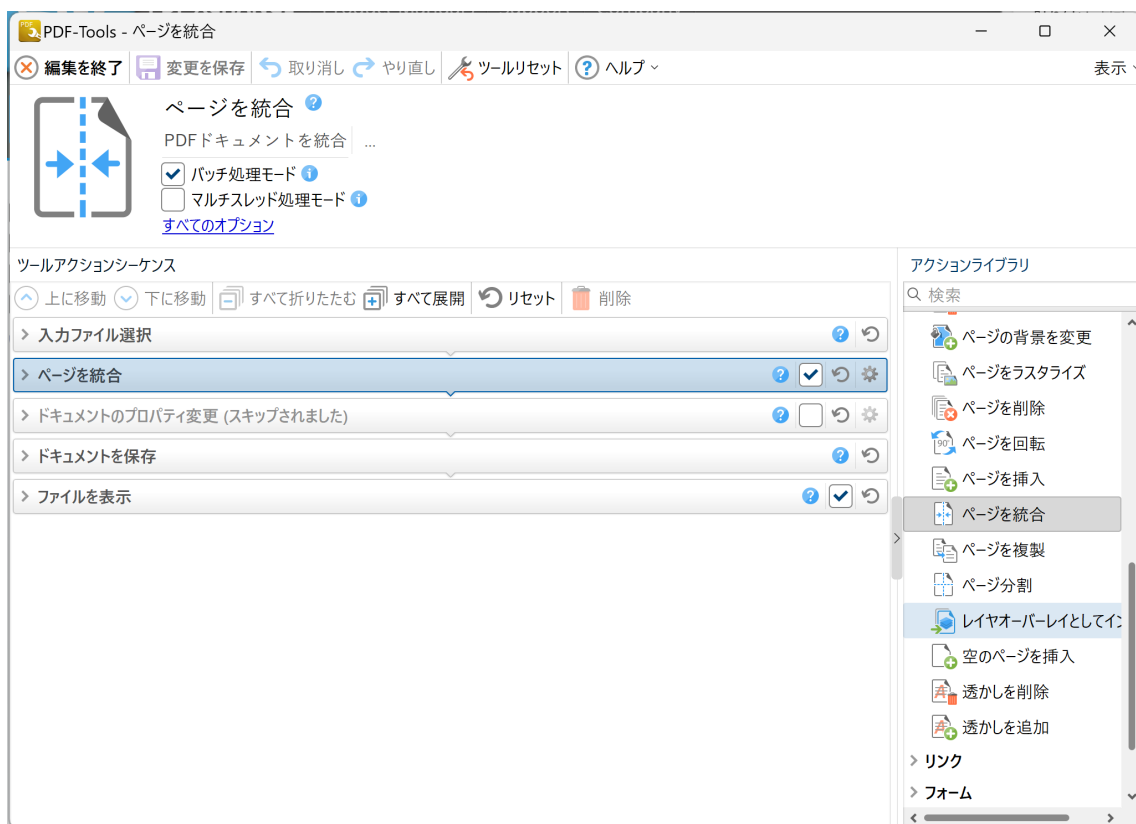 PDF-Tools - ページを統合
編集を終了 変更を保存 取り消し やり直し ツールリセット ヘルプ 表示
ページを統合
PDFドキュメントを統合 ...
バッチ処理モード
マルチスレッド処理モード
すべてのオプション
ツールアクションシーケンス
上に移動 下に移動 すべて折りたたむ すべて展開 リセット 削除
入力ファイル選択
ページを統合
ドキュメントのプロパティ変更 (スキップされました)
ドキュメントを保存
ファイルを表示
アクションライブラリ
検索
ページの背景を変更
ページをラスタライズ
ページを削除
ページを回転
ページを挿入
ページを統合
ページを複製
ページ分割
レイヤオーバーレイとしてイン
空のページを挿入
透かしを削除
透かしを追加
リンク
フォーム